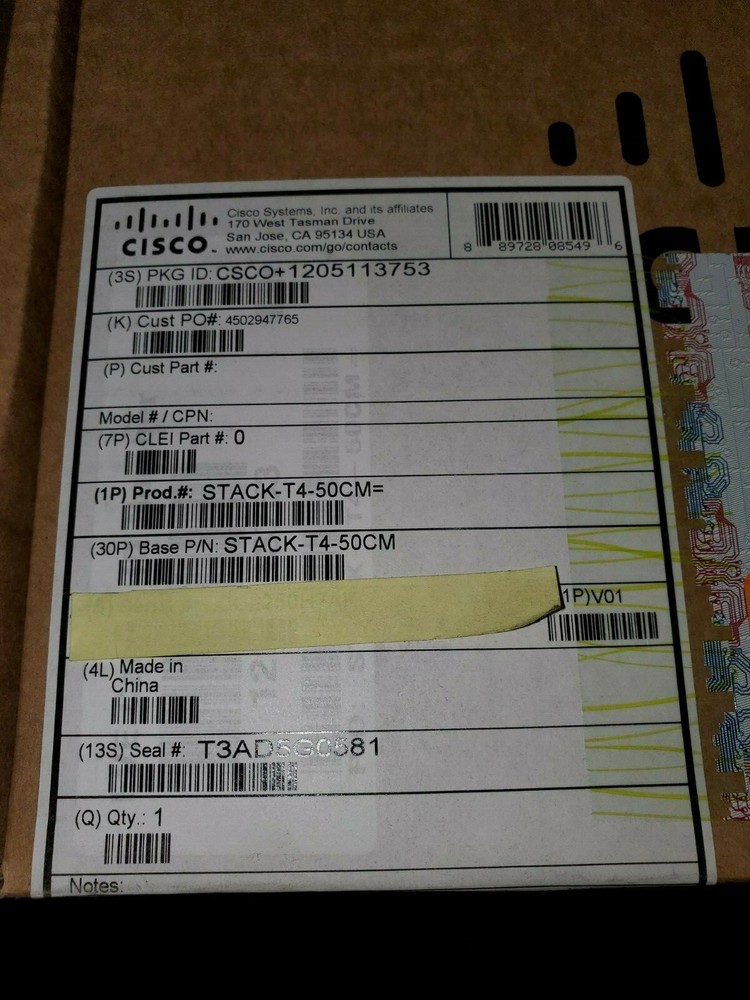 Cisco Systems, Inc. and its affiliates
170 West Tasman Drive
San Jose, CA 95134 USA
www.cisco.com/go/contacts
CISCO
8 89728 08549 6
(3S) PKG ID: CSCO+1205113753
(K) Cust PO#: 4502947765
(P) Cust Part #:
Model # / CPN:
(7P) CLEI Part #: 0
(1P) Prod.#: STACK-T4-50CM=
(30P) Base P/N: STACK-T4-50CM
1P)V01
(4L) Made in
China
(13S) Seal #: T3ADSG0581
(Q) Qty.: 1
Notes: